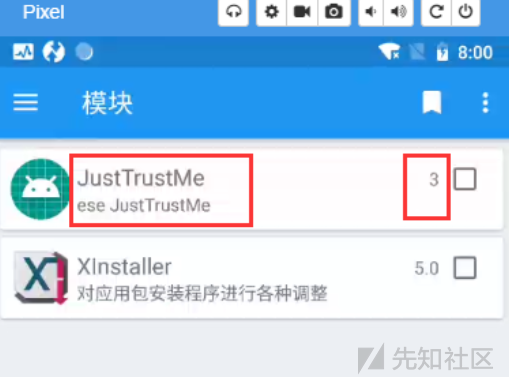 Pixel
8:00
模块
JustTrustMe
3
ese JustTrustMe
XInstaller
5.0
对应用包安装程序进行各种调整
先知社区